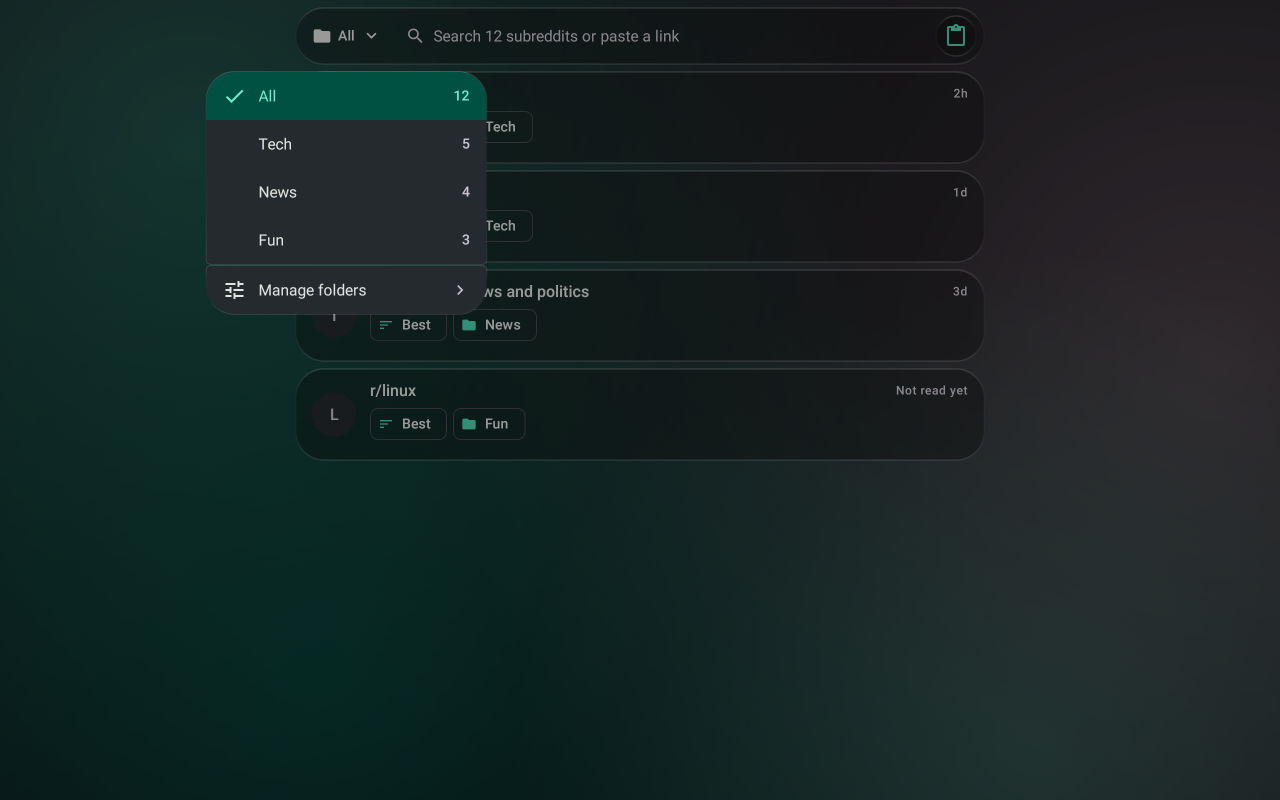 All
Search 12 subreddits or paste a link
All 12
Tech 5
News 4
Fun 3
Manage folders
2h
Tech
1d
Tech
ws and politics
3d
Best
News
r/linux
Not read yet
L
Best
Fun